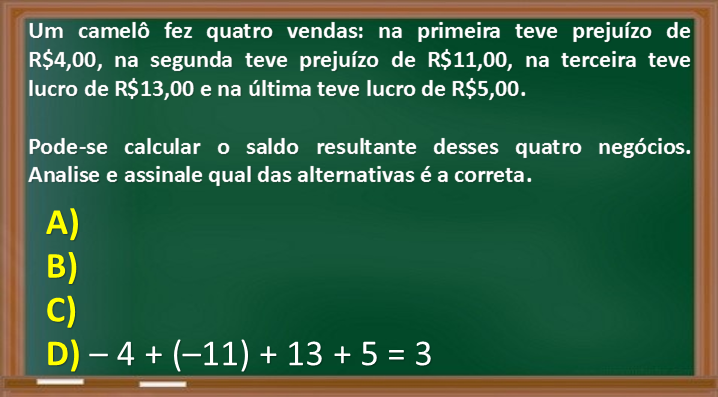 Um camelô fez quatro vendas: na primeira teve prejuízo de
R$4,00, na segunda teve prejuízo de R$11,00, na terceira teve
lucro de R$13,00 e na última teve lucro de R$5,00.
Pode-se calcular o saldo resultante desses quatro negócios.
Analise e assinale qual das alternativas é a correta.
A)
B)
C)
D) – 4 + (–11) + 13 + 5 = 3